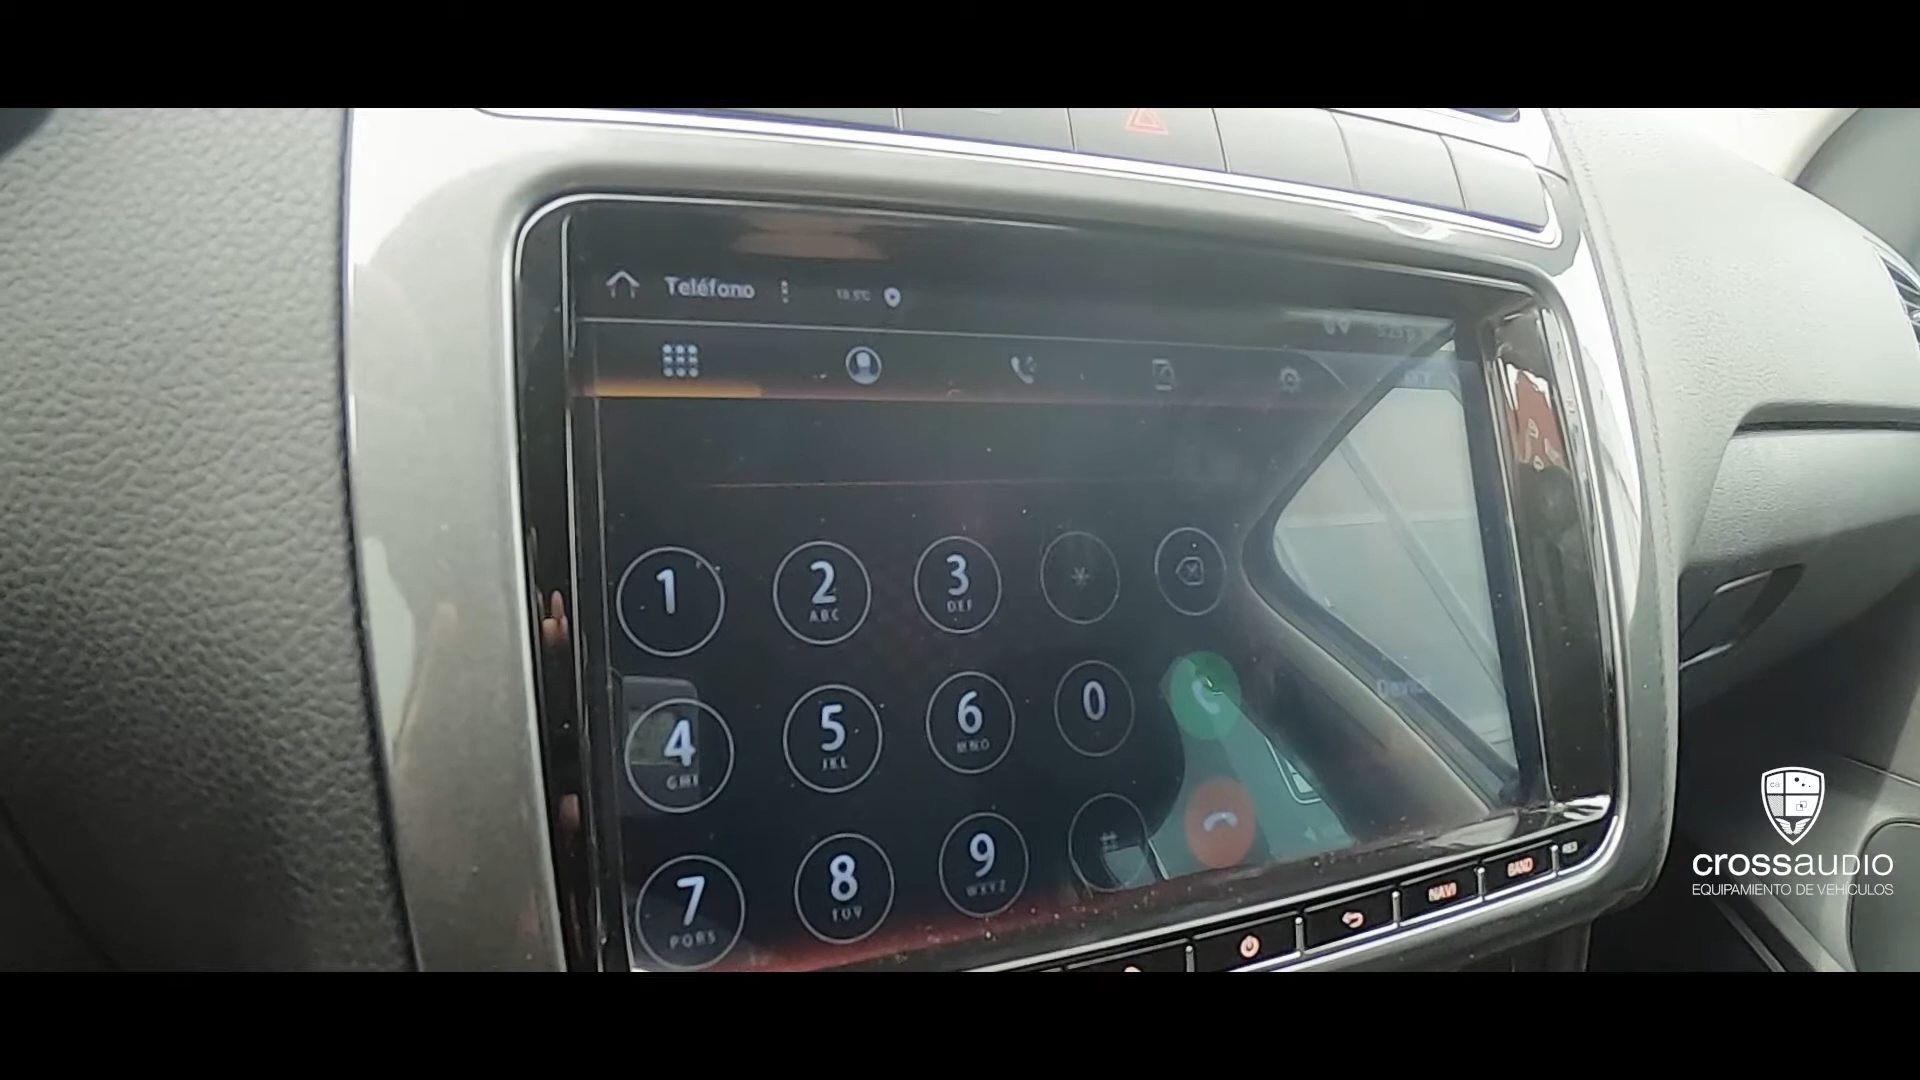 Teléfono
1 2 3 *
ABC DEF
4 5 6 0
GHI JKL MNO
7 8 9 #
PQRS TUV WXYZ
NAVI BAND RES
crossAUDIO
EQUIPAMIENTO DE VEHÍCULOS